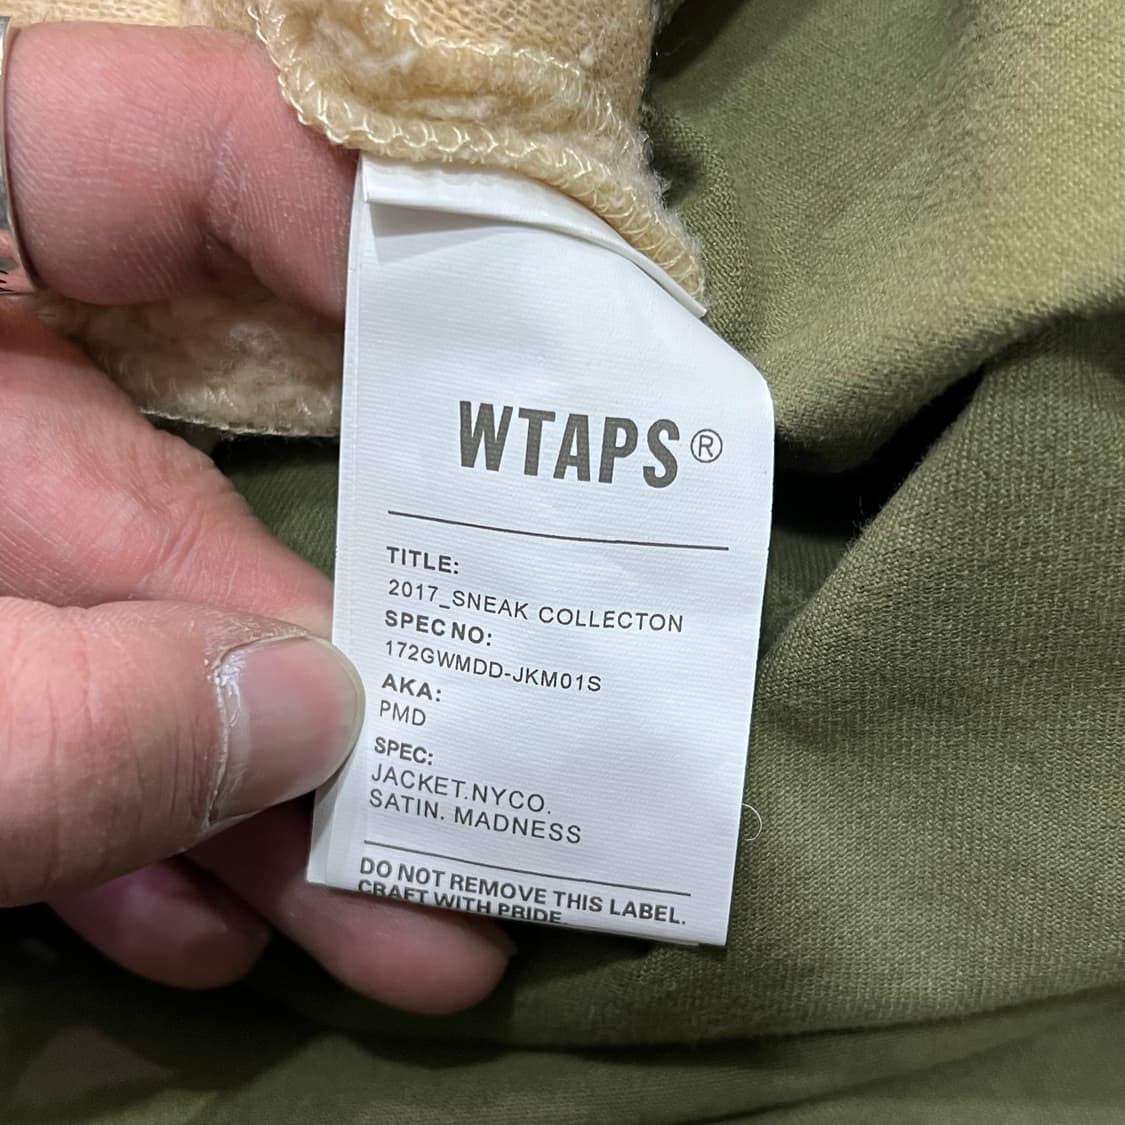 WTAPS®
TITLE:
2017_SNEAK COLLECTON
SPEC NO:
172GWMDD-JKM01S
AKA:
PMD
SPEC:
JACKET.NYCO.
SATIN. MADNESS
DO NOT REMOVE THIS LABEL.
CRAFT WITH PRIDE